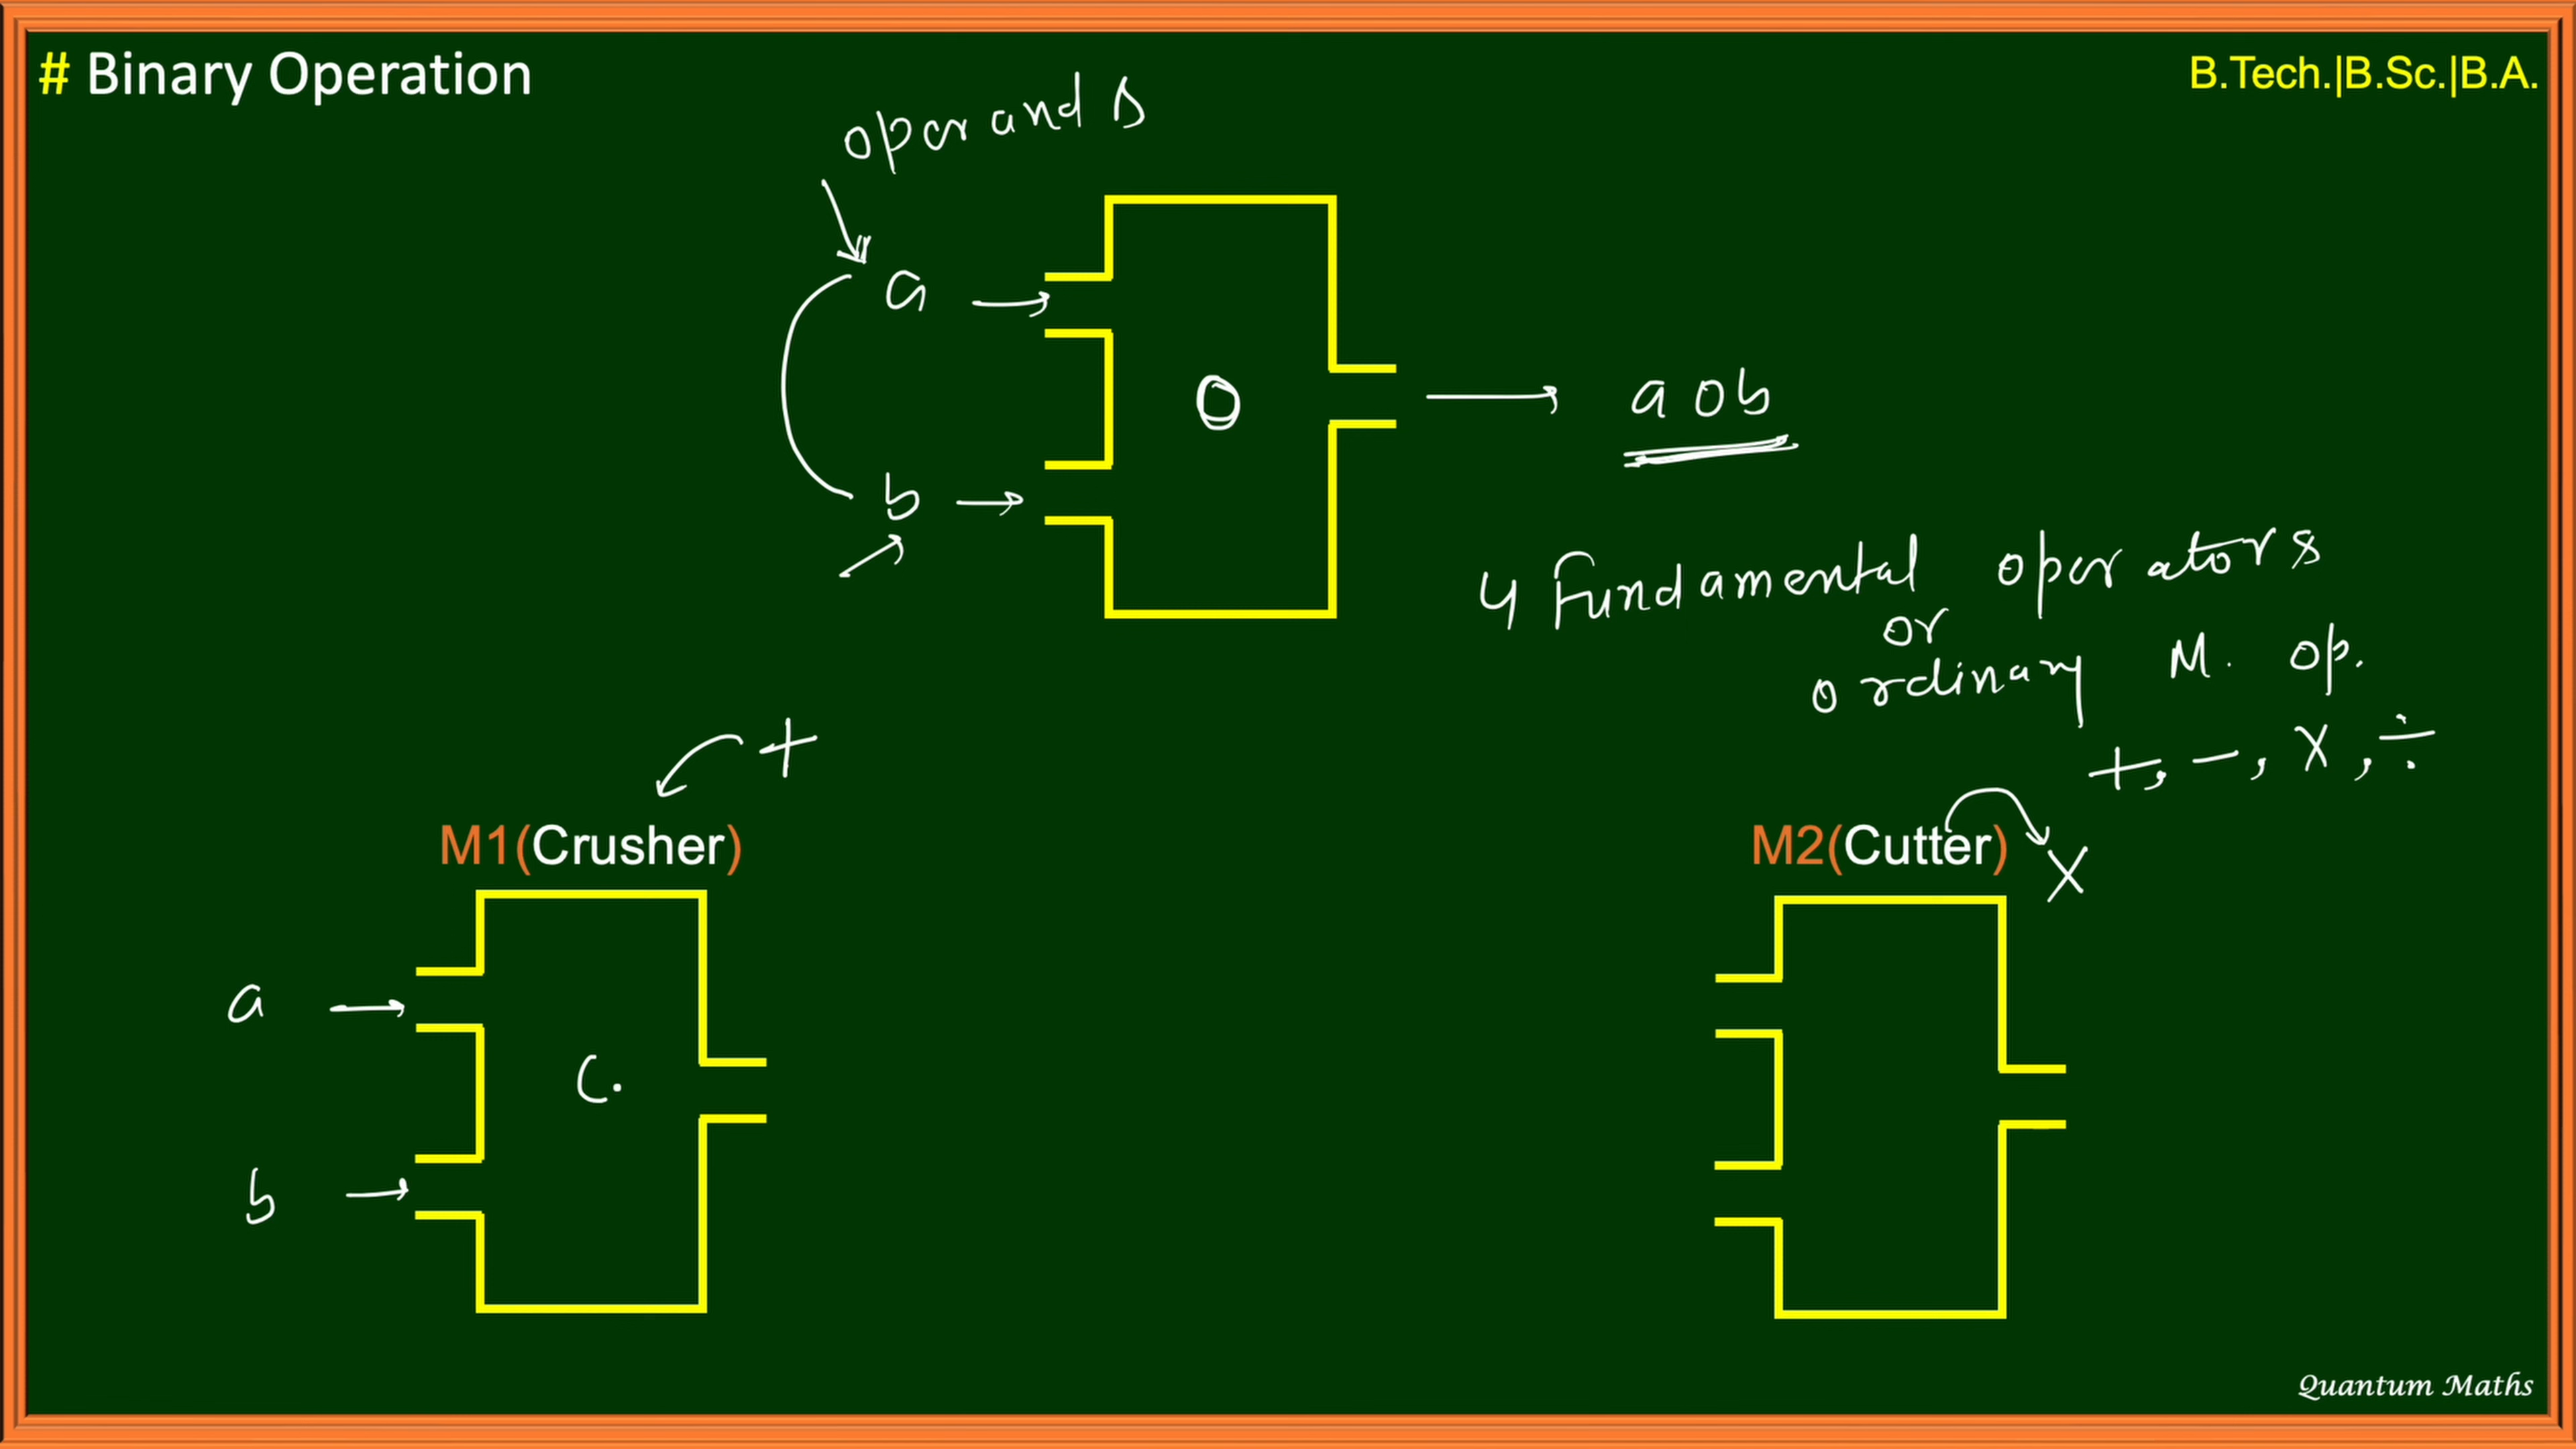 # Binary Operation
B.Tech.|B.Sc.|B.A.
operands
a
O
a o b
b
4 fundamental operators
or
ordinary M. op.
+, -, x, ÷
+
M1(Crusher)
M2(Cutter)
x
a
C.
b
Quantum Maths